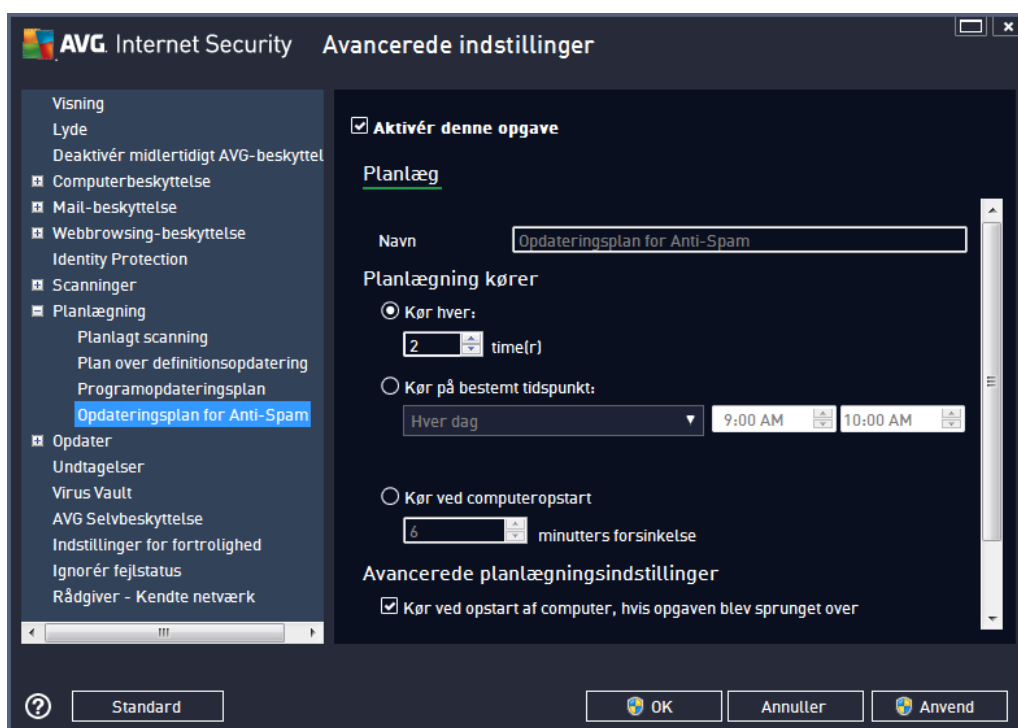 AVG. Internet Security Avancerede indstillinger
Visning
Lyde
Deaktivér midlertidigt AVG-beskyttel
Computerbeskyttelse
Mail-beskyttelse
Webbrowsing-beskyttelse
Identity Protection
Scanninger
Planlægning
Planlagt scanning
Plan over definitionsopdatering
Programopdateringsplan
Opdateringsplan for Anti-Spam
Opdater
Undtagelser
Virus Vault
AVG Selvbeskyttelse
Indstillinger for fortrolighed
Ignorér fejlstatus
Rådgiver - Kendte netværk
Aktivér denne opgave
Planlæg
Navn Opdateringsplan for Anti-Spam
Planlægning kører
Kør hver:
2 time(r)
Kør på bestemt tidspunkt:
Hver dag 9:00 AM 10:00 AM
Kør ved computeropstart
6 minutters forsinkelse
Avancerede planlægningsindstillinger
Kør ved opstart af computer, hvis opgaven blev sprunget over
? Standard OK Annuller Anvend